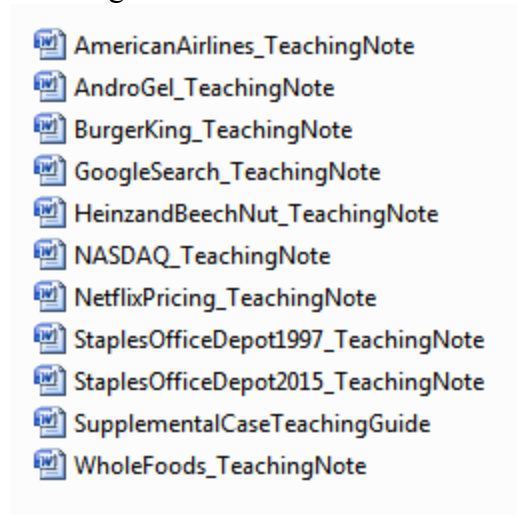 AmericanAirlines_TeachingNote
AndroGel_TeachingNote
BurgerKing_TeachingNote
GoogleSearch_TeachingNote
HeinzandBeechNut_TeachingNote
NASDAQ_TeachingNote
NetflixPricing_TeachingNote
StaplesOfficeDepot1997_TeachingNote
StaplesOfficeDepot2015_TeachingNote
SupplementalCaseTeachingGuide
WholeFoods_TeachingNote